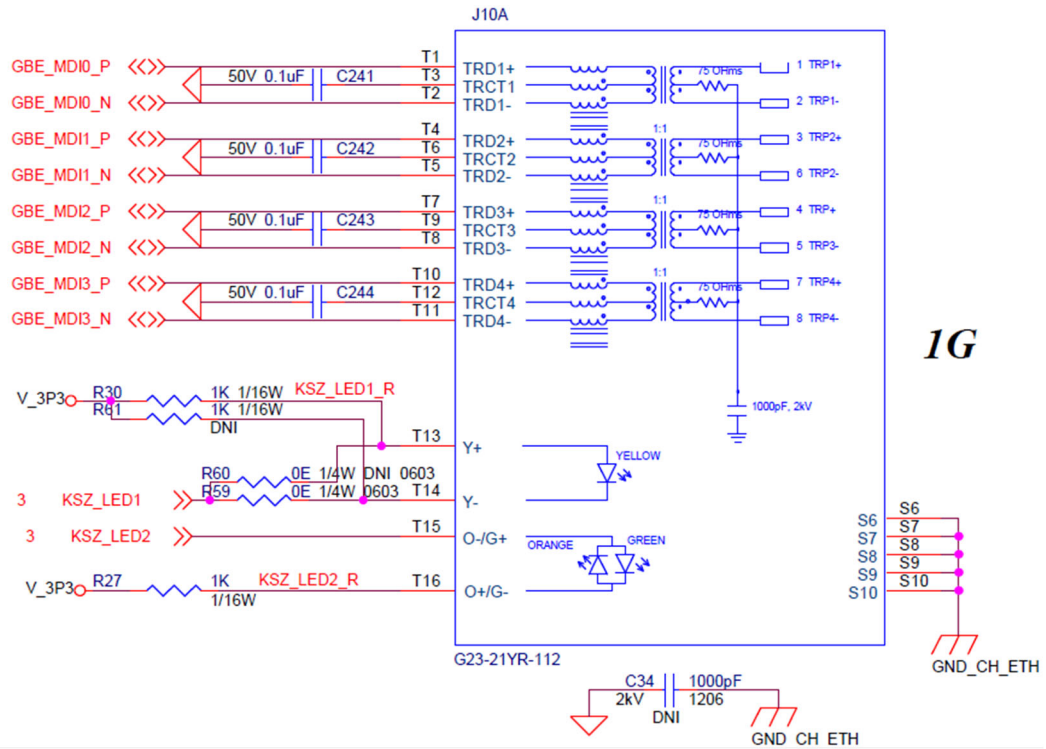 J10A
GBE_MDI0_P
T1
TRD1+
75 OHms
1 TRP1+
50V 0.1uF C241
T3
TRCT1
GBE_MDI0_N
T2
TRD1-
2 TRP1-
GBE_MDI1_P
T4
TRD2+
1:1
75 OHms
3 TRP2+
50V 0.1uF C242
T6
TRCT2
GBE_MDI1_N
T5
TRD2-
6 TRP2-
GBE_MDI2_P
T7
TRD3+
1:1
75 OHms
4 TRP+
50V 0.1uF C243
T9
TRCT3
GBE_MDI2_N
T8
TRD3-
5 TRP3-
GBE_MDI3_P
T10
TRD4+
1:1
75 OHms
7 TRP4+
50V 0.1uF C244
T12
TRCT4
GBE_MDI3_N
T11
TRD4-
8 TRP4-
1G
V_3P3
R30 1K 1/16W KSZ_LED1_R
R61 1K 1/16W
DNI
1000pF, 2kV
T13
Y+
YELLOW
R60 0E 1/4W DNI 0603
3 KSZ_LED1
R59 0E 1/4W 0603
T14
Y-
3 KSZ_LED2
T15
O-/G+
ORANGE
GREEN
V_3P3 R27 1K KSZ_LED2_R
1/16W
T16
O+/G-
S6 S6
S7 S7
S8 S8
S9 S9
S10 S10
GND_CH_ETH
G23-21YR-112
C34 1000pF
2kV 1206
DNI
GND_CH_ETH